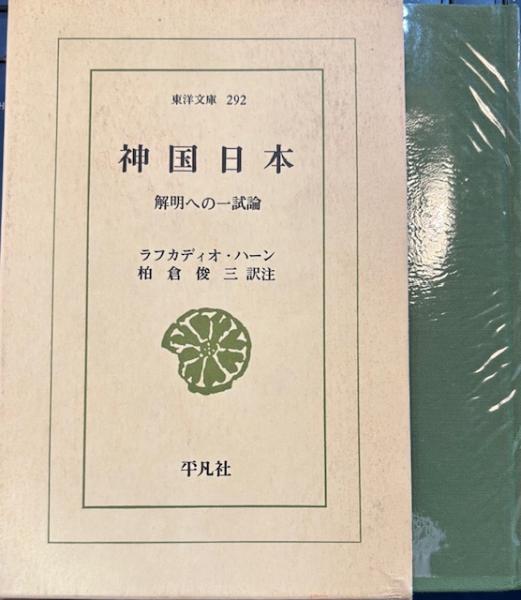 東洋文庫 292
神国日本
解明への一試論
ラフカディオ・ハーン
柏倉俊三 訳注
平凡社